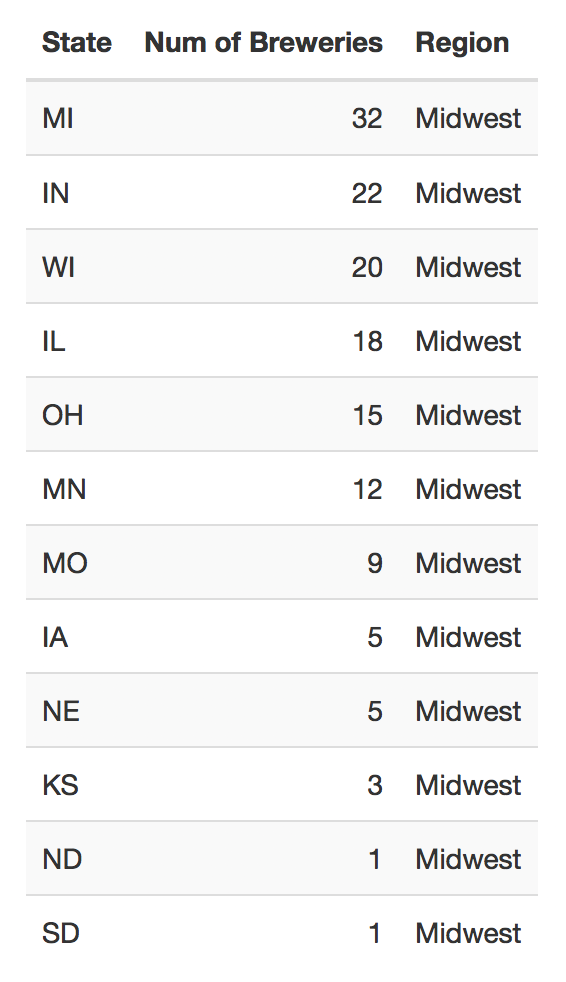 State Num of Breweries Region
MI 32 Midwest
IN 22 Midwest
WI 20 Midwest
IL 18 Midwest
OH 15 Midwest
MN 12 Midwest
MO 9 Midwest
IA 5 Midwest
NE 5 Midwest
KS 3 Midwest
ND 1 Midwest
SD 1 Midwest